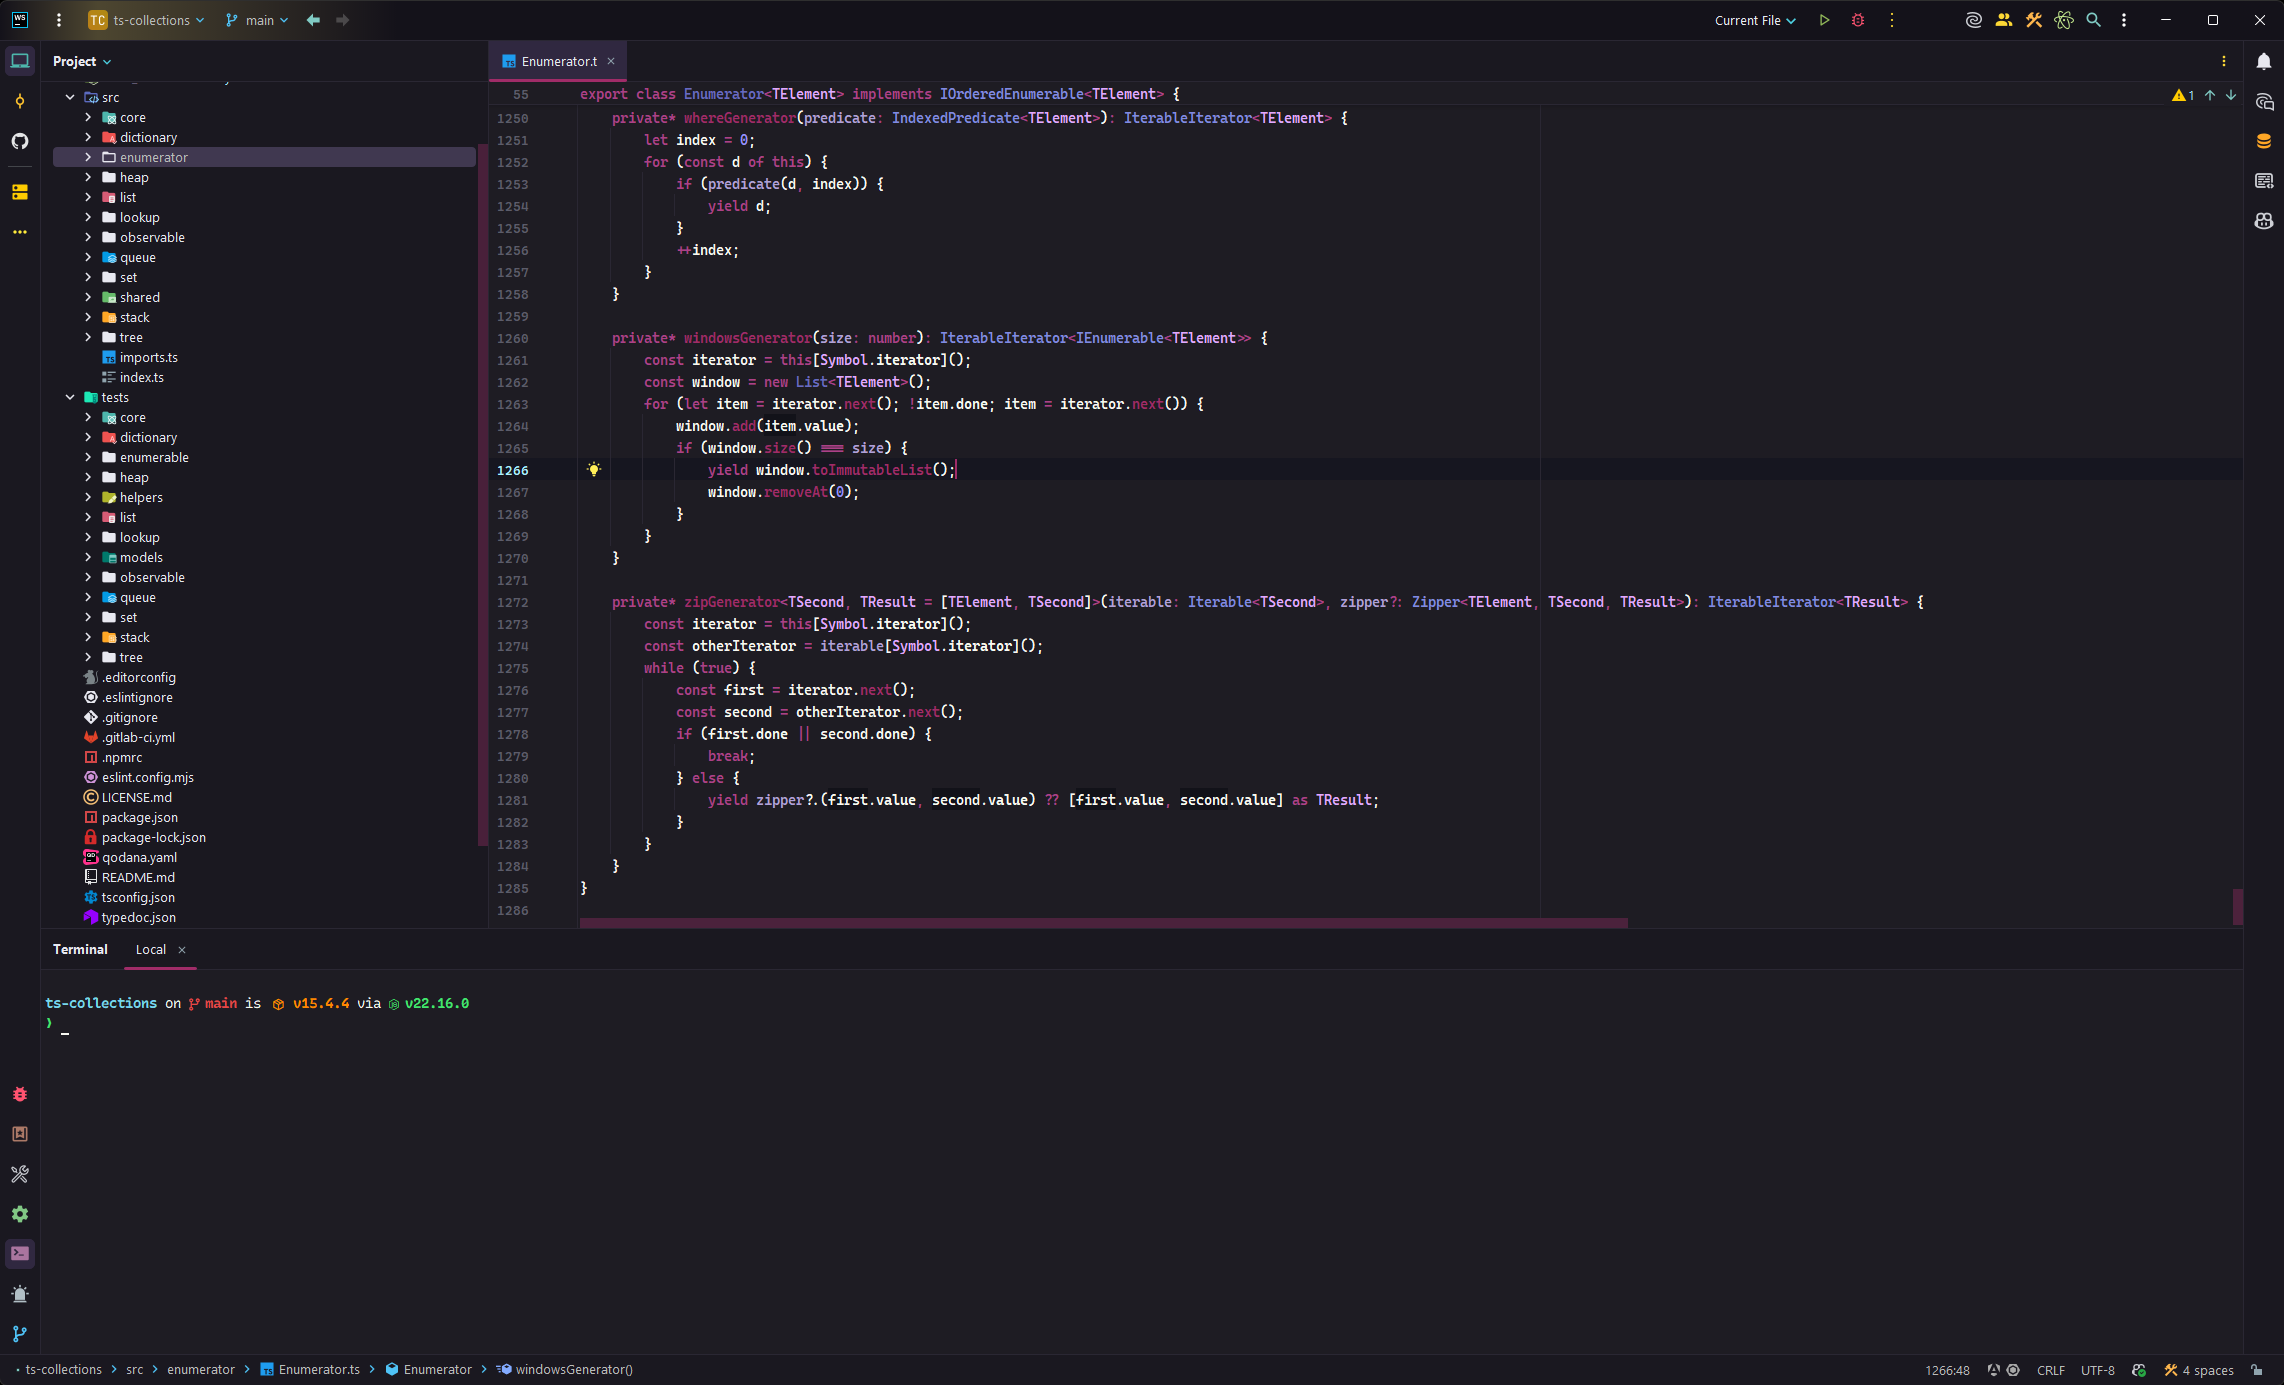 WS
TC ts-collections main
Current File
Project
src
core
dictionary
enumerator
heap
list
lookup
observable
queue
set
shared
stack
tree
imports.ts
index.ts
tests
core
dictionary
enumerable
heap
helpers
list
lookup
models
observable
queue
set
stack
tree
.editorconfig
.eslintignore
.gitignore
.gitlab-ci.yml
.npmrc
eslint.config.mjs
LICENSE.md
package.json
package-lock.json
qodana.yaml
README.md
tsconfig.json
typedoc.json
Enumerator.t
1
55 export class Enumerator<TElement> implements IOrderedEnumerable<TElement> {
1250 private* whereGenerator(predicate: IndexedPredicate<TElement>): IterableIterator<TElement> {
1251 let index = 0;
1252 for (const d of this) {
1253 if (predicate(d, index)) {
1254 yield d;
1255 }
1256 ++index;
1257 }
1258 }
1259
1260 private* windowsGenerator(size: number): IterableIterator<IEnumerable<TElement>> {
1261 const iterator = this[Symbol.iterator]();
1262 const window = new List<TElement>();
1263 for (let item = iterator.next(); !item.done; item = iterator.next()) {
1264 window.add(item.value);
1265 if (window.size() === size) {
1266 yield window.toImmutableList();
1267 window.removeAt(0);
1268 }
1269 }
1270 }
1271
1272 private* zipGenerator<TSecond, TResult = [TElement, TSecond]>(iterable: Iterable<TSecond>, zipper?: Zipper<TElement, TSecond, TResult>): IterableIterator<TResult> {
1273 const iterator = this[Symbol.iterator]();
1274 const otherIterator = iterable[Symbol.iterator]();
1275 while (true) {
1276 const first = iterator.next();
1277 const second = otherIterator.next();
1278 if (first.done || second.done) {
1279 break;
1280 } else {
1281 yield zipper?.(first.value, second.value) ?? [first.value, second.value] as TResult;
1282 }
1283 }
1284 }
1285 }
1286
Terminal Local
ts-collections on main is v15.4.4 via v22.16.0
❯ _
ts-collections > src > enumerator > Enumerator.ts > Enumerator > windowsGenerator()
1266:48 CRLF UTF-8 4 spaces